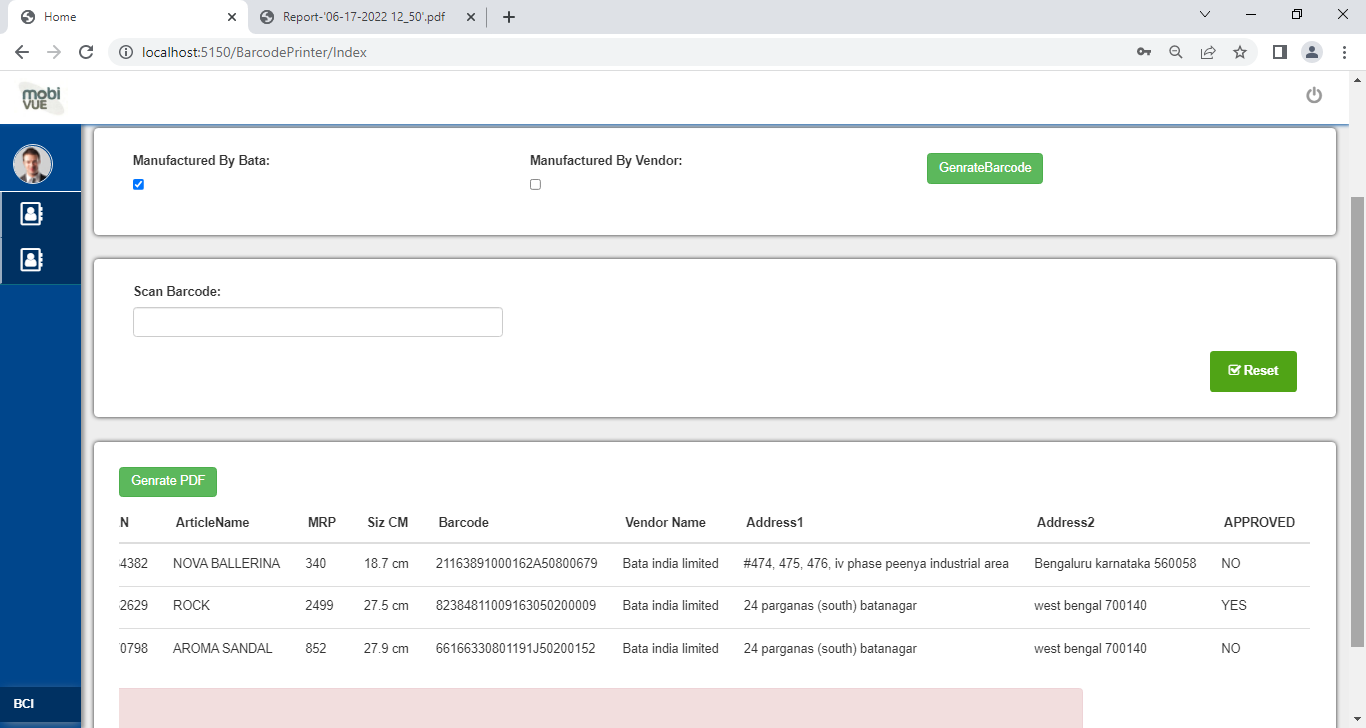 Home
Report-'06-17-2022 12_50'.pdf
localhost:5150/BarcodePrinter/Index
mobi
VUE
Manufactured By Bata:
Manufactured By Vendor:
GenrateBarcode
Scan Barcode:
Reset
Genrate PDF
N ArticleName MRP Siz CM Barcode Vendor Name Address1 Address2 APPROVED
4382 NOVA BALLERINA 340 18.7 cm 21163891000162A50800679 Bata india limited #474, 475, 476, iv phase peenya industrial area Bengaluru karnataka 560058 NO
2629 ROCK 2499 27.5 cm 82384811009163050200009 Bata india limited 24 parganas (south) batanagar west bengal 700140 YES
0798 AROMA SANDAL 852 27.9 cm 66166330801191J50200152 Bata india limited 24 parganas (south) batanagar west bengal 700140 NO
BCI